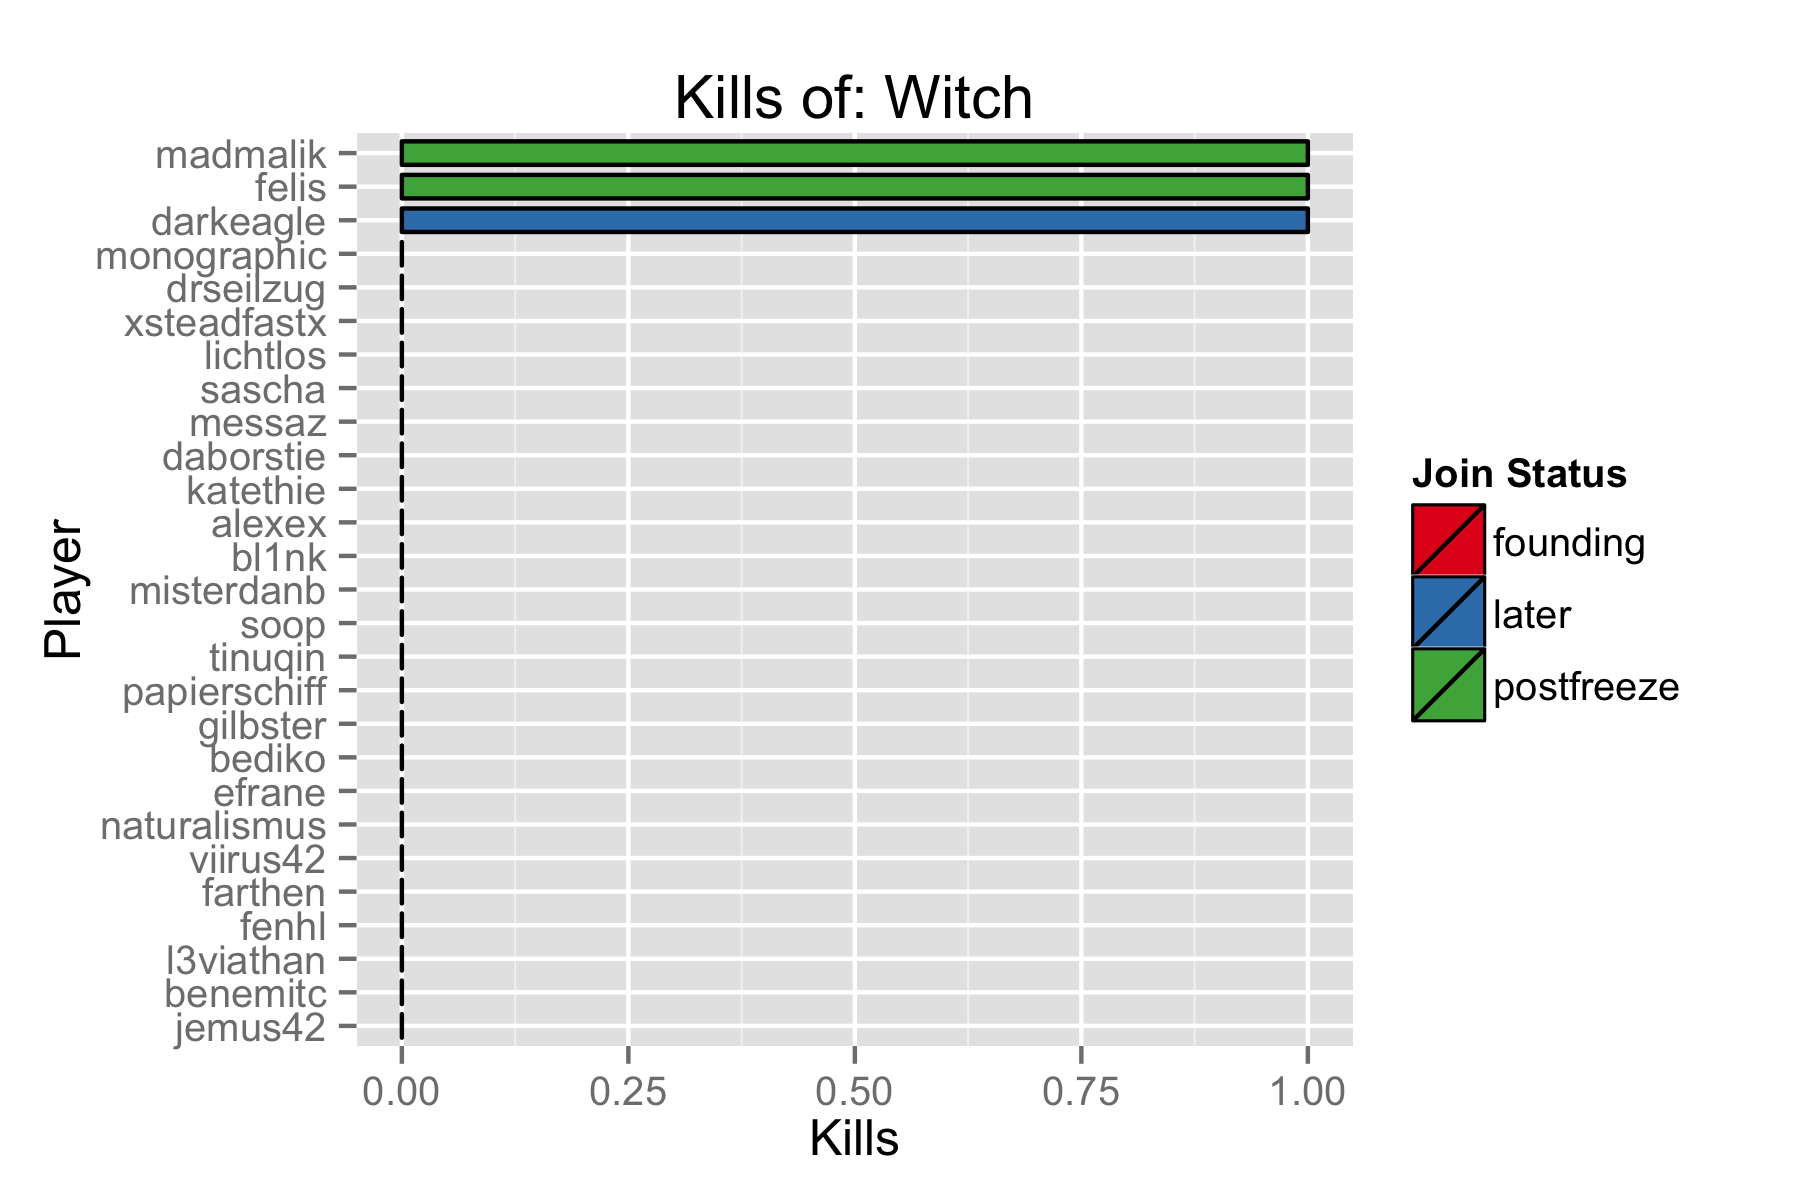 Kills of: Witch
madmalik
felis
darkeagle
monographic
drseilzug
xsteadfastx
lichtlos
sascha
messaz
daborstie
katethie
alexex
bl1nk
misterdanb
soop
tinuqin
papierschiff
gilbster
bediko
efrane
naturalismus
viirus42
farthen
fenhl
l3viathan
benemitc
jemus42
Player
0.00 0.25 0.50 0.75 1.00
Kills
Join Status
founding
later
postfreeze